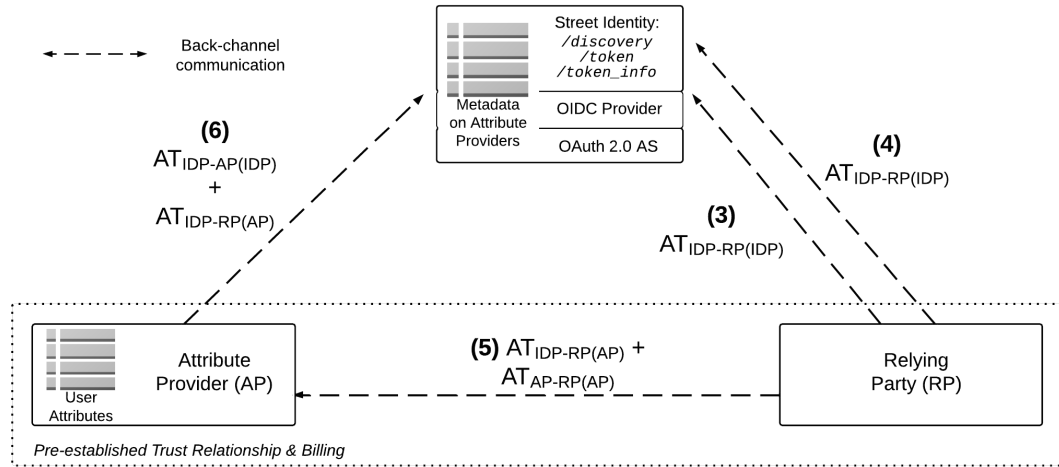 Back-channel
communication
Street Identity:
/discovery
/token
/token_info
Metadata
on Attribute
Providers
OIDC Provider
OAuth 2.0 AS
(6)
AT IDP-AP(IDP)
+
AT IDP-RP(AP)
(4)
AT IDP-RP(IDP)
(3)
AT IDP-RP(IDP)
(5) AT IDP-RP(AP) +
AT AP-RP(AP)
Attribute
Provider (AP)
User
Attributes
Relying
Party (RP)
Pre-established Trust Relationship & Billing